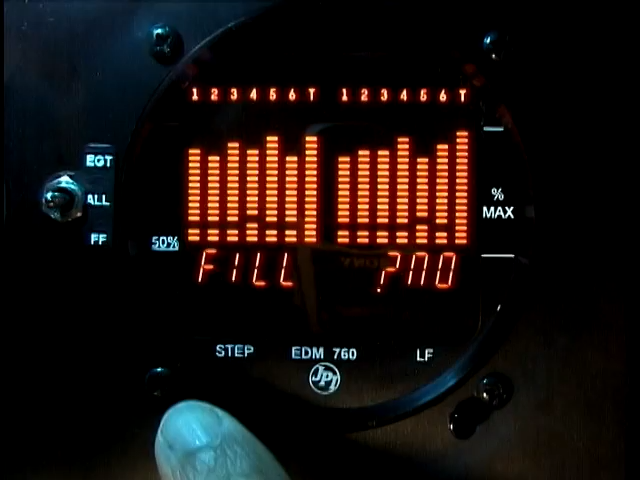 1 2 3 4 5 6 T 1 2 3 4 5 6 T
EGT
ALL
FF
50%
% MAX
FILL ?NO
STEP EDM 760 LF
JPI